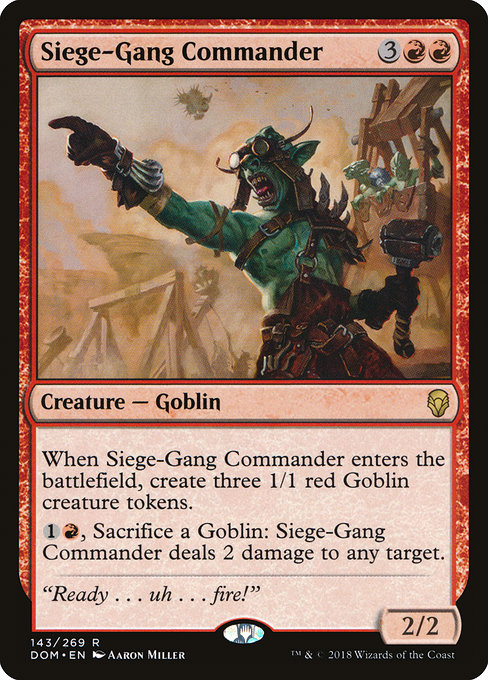 Siege-Gang Commander 3
Creature — Goblin
When Siege-Gang Commander enters the
battlefield, create three 1/1 red Goblin
creature tokens.
1, Sacrifice a Goblin: Siege-Gang
Commander deals 2 damage to any target.
“Ready . . . uh . . . fire!”
2/2
143/269 R
DOM • EN Aaron Miller
™ & © 2018 Wizards of the Coast